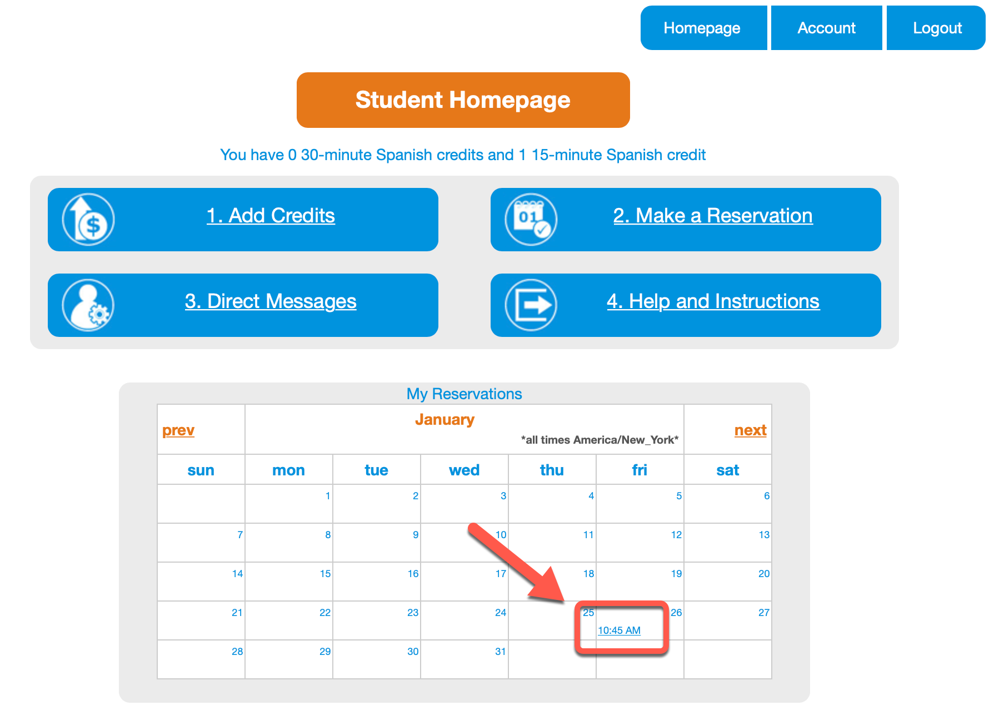 Homepage Account Logout
Student Homepage
You have 0 30-minute Spanish credits and 1 15-minute Spanish credit
$ 1. Add Credits
01 2. Make a Reservation
3. Direct Messages
4. Help and Instructions
My Reservations
prev January next
*all times America/New_York*
sun mon tue wed thu fri sat
1 2 3 4 5 6
7 8 9 10 11 12 13
14 15 16 17 18 19 20
21 22 23 24 25 26 27
10:45 AM
28 29 30 31